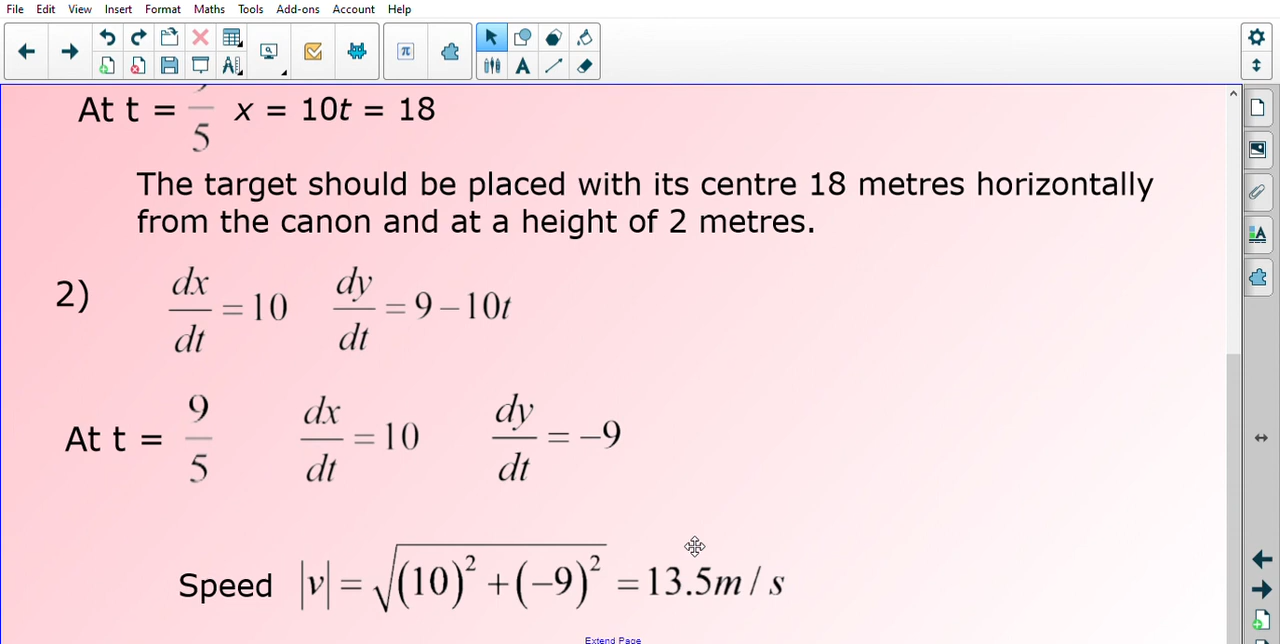 File Edit View Insert Format Maths Tools Add-ons Account Help
At t = 9/5 x = 10t = 18
The target should be placed with its centre 18 metres horizontally
from the canon and at a height of 2 metres.
2) dx/dt = 10 dy/dt = 9 – 10t
At t = 9/5 dx/dt = 10 dy/dt = –9
Speed |v| = √((10)² + (–9)²) = 13.5m / s
Extend Page